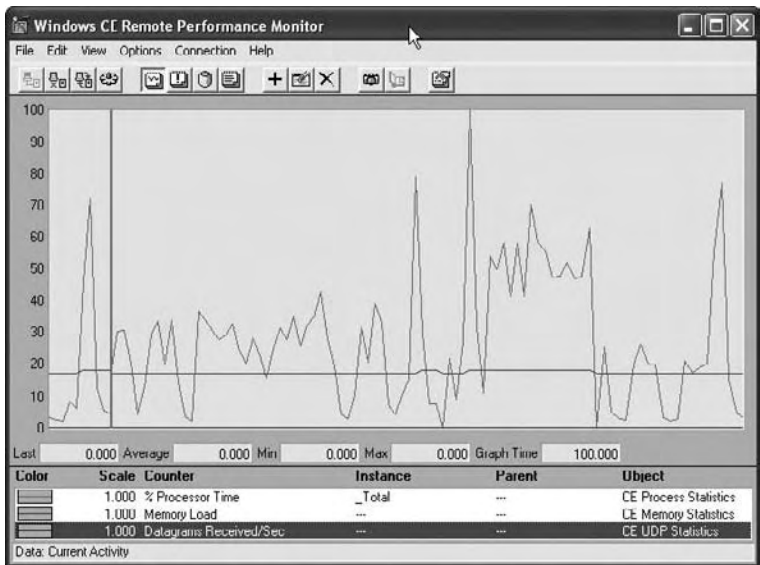 Windows CE Remote Performance Monitor
File Edit View Options Connection Help
100
90
80
70
60
50
40
30
20
10
0
Last 0.000 Average 0.000 Min 0.000 Max 0.000 Graph Time 100.000
Color Scale Counter Instance Parent Object
1.000 % Processor Time _Total --- CE Process Statistics
1.000 Memory Load --- --- CE Memory Statistics
1.000 Datagrams Received/Sec --- --- CE UDP Statistics
Data: Current Activity